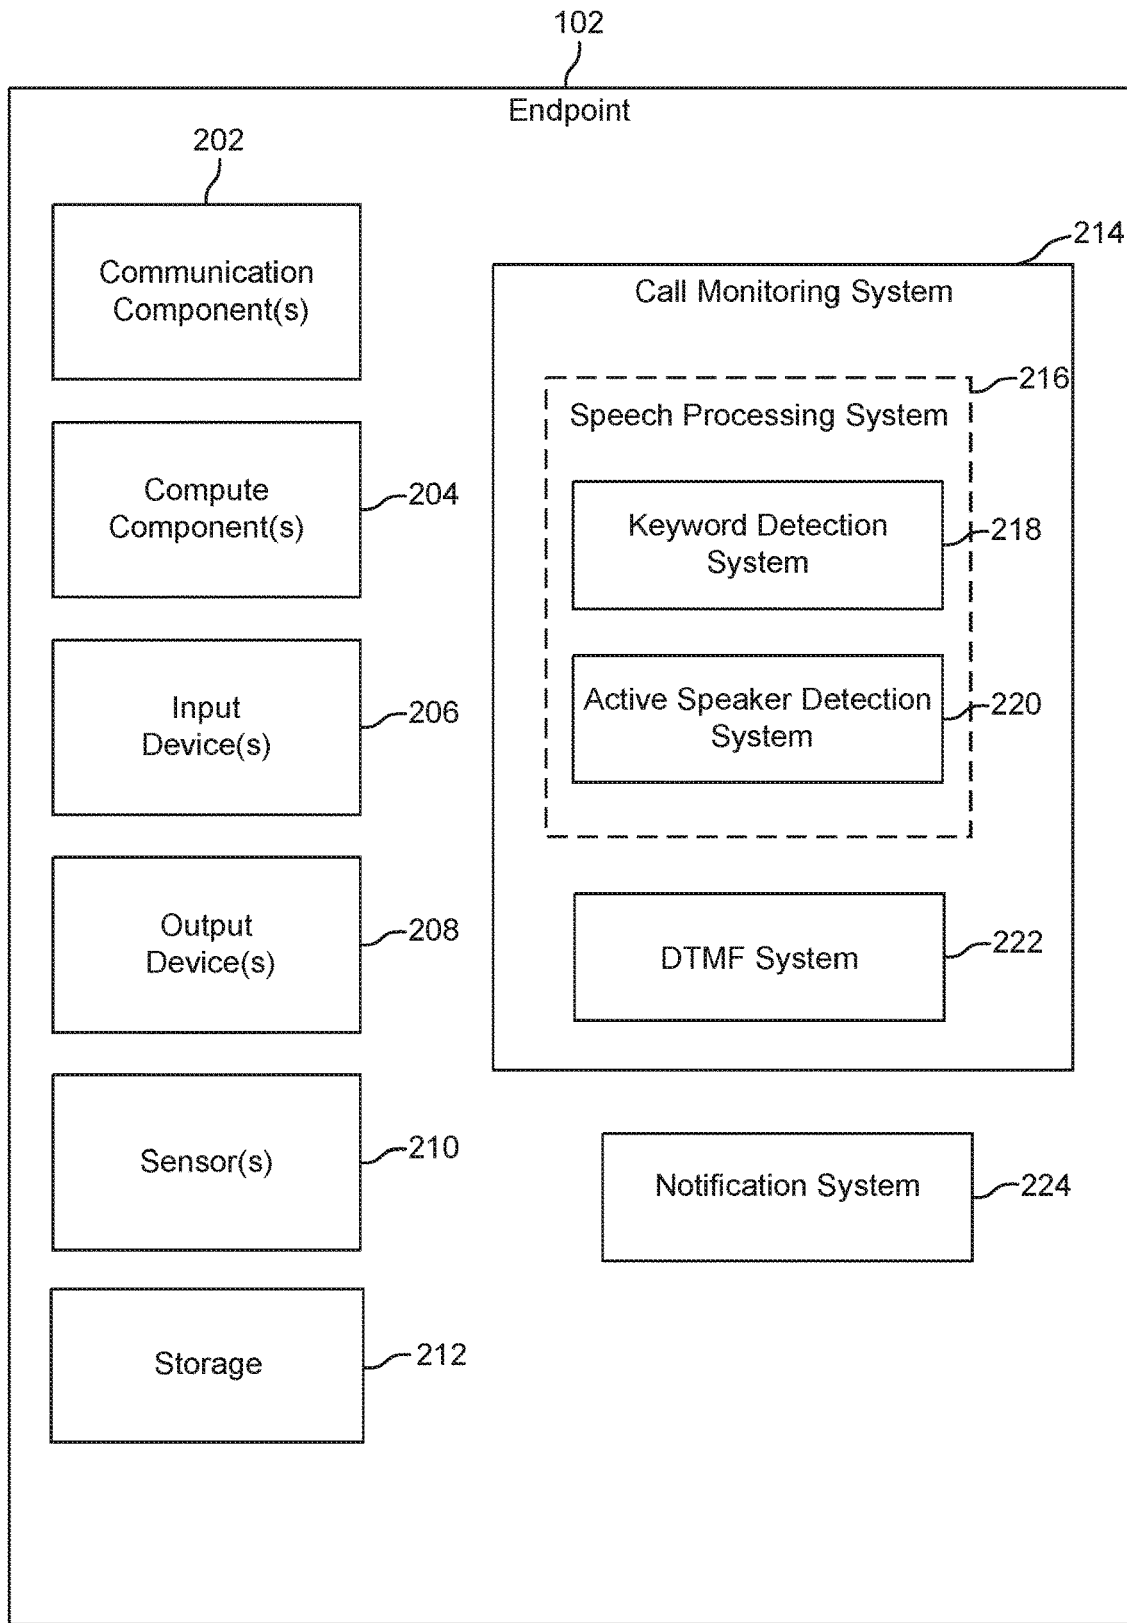 102
Endpoint
202
Communication
Component(s)
Compute
Component(s)
204
Input
Device(s)
206
Output
Device(s)
208
Sensor(s)
210
Storage
212
214
Call Monitoring System
216
Speech Processing System
Keyword Detection
System
218
Active Speaker Detection
System
220
DTMF System
222
Notification System
224